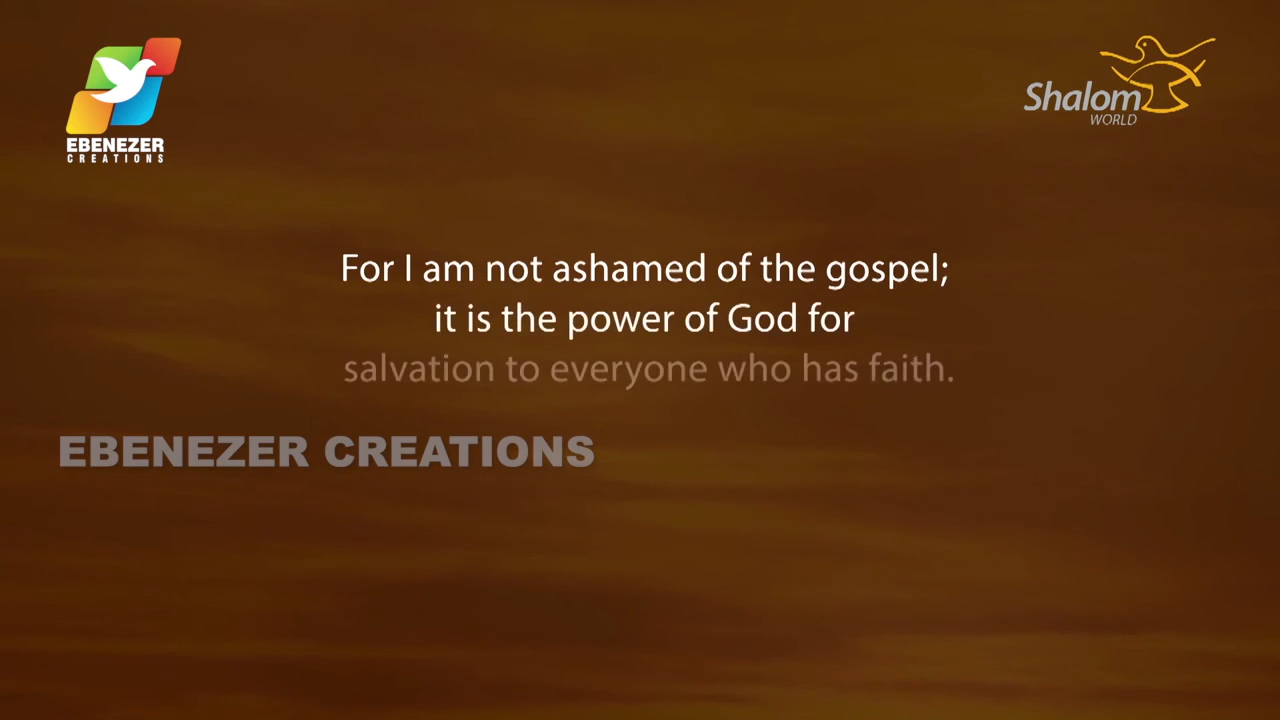 EBENEZER
CREATIONS
Shalom
WORLD
For I am not ashamed of the gospel;
it is the power of God for
salvation to everyone who has faith.
EBENEZER CREATIONS